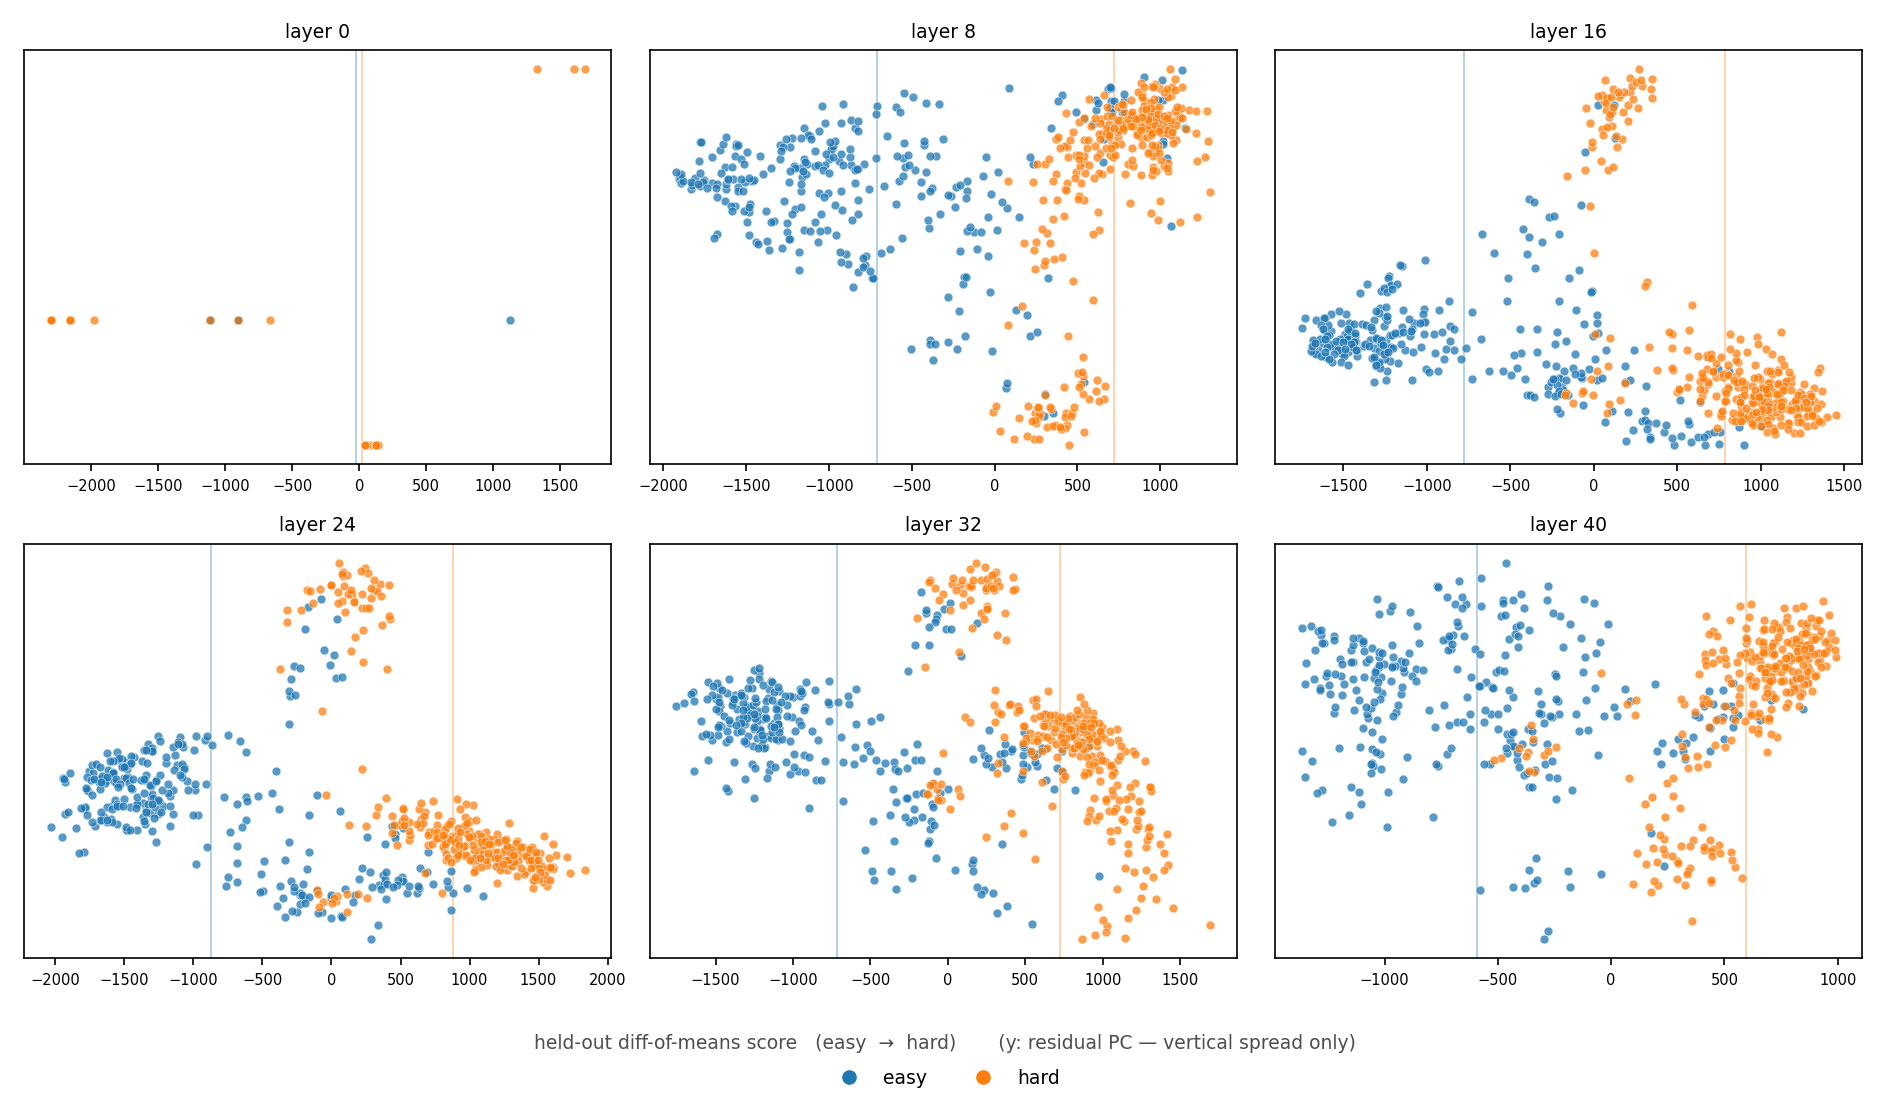 layer 0
layer 8
layer 16
−2000 −1500 −1000 −500 0 500 1000 1500
−2000 −1500 −1000 −500 0 500 1000
−1500 −1000 −500 0 500 1000 1500
layer 24
layer 32
layer 40
−2000 −1500 −1000 −500 0 500 1000 1500 2000
−1500 −1000 −500 0 500 1000 1500
−1000 −500 0 500 1000
held-out diff-of-means score (easy → hard) (y: residual PC — vertical spread only)
easy hard